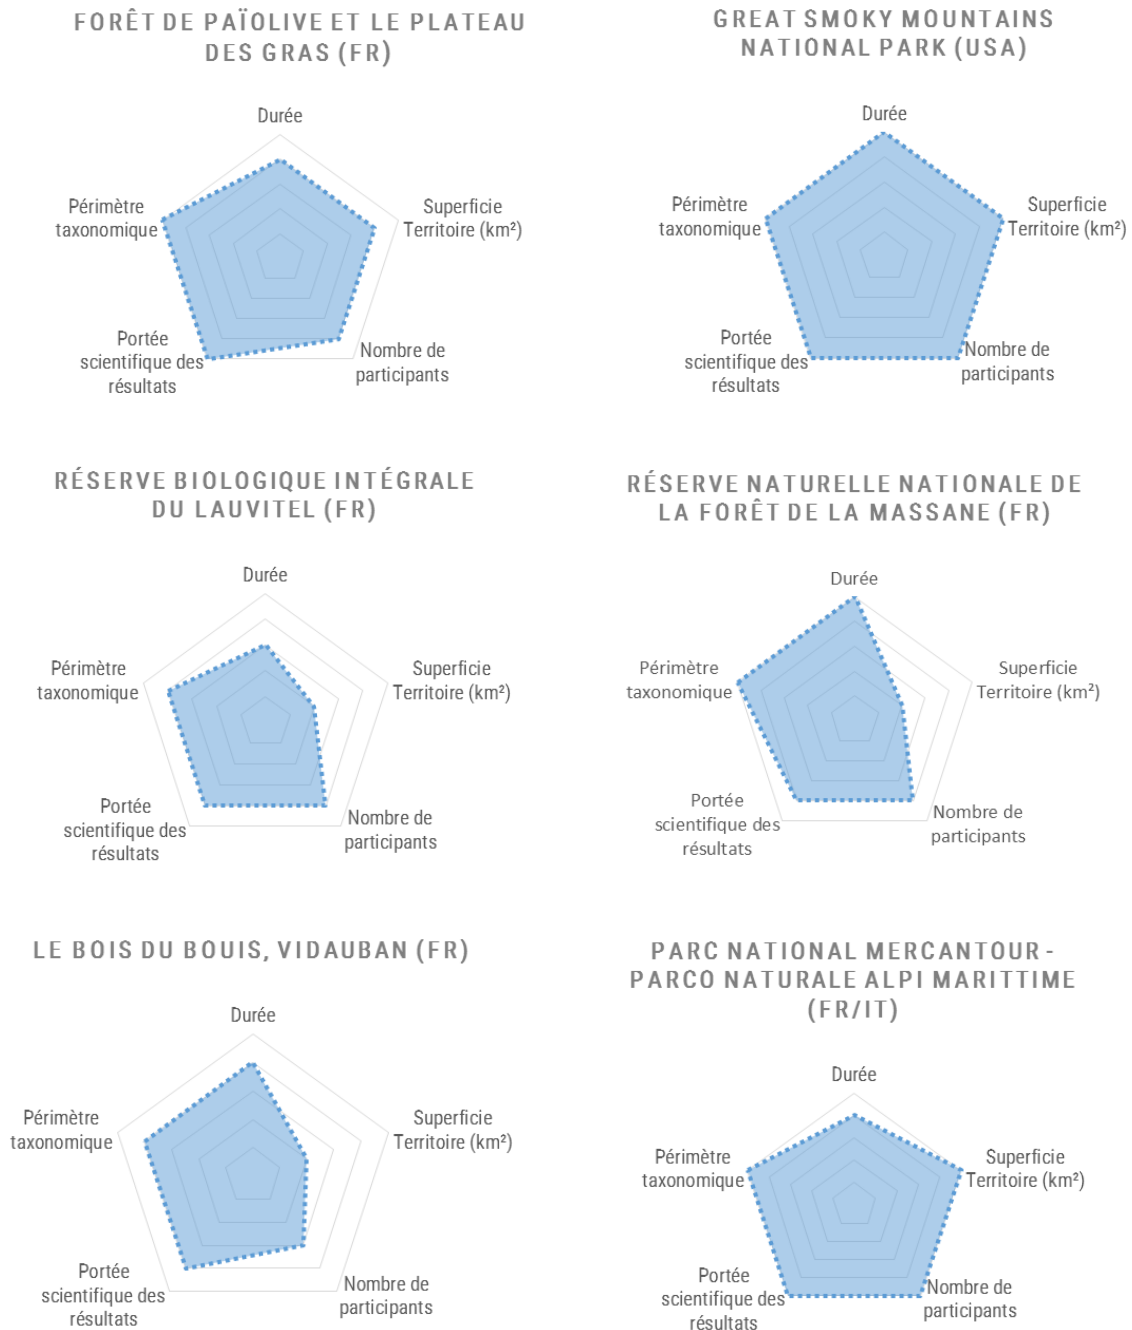 FORÊT DE PAÏOLIVE ET LE PLATEAU
DES GRAS (FR)
Durée
Superficie
Territoire (km²)
Nombre de
participants
Portée
scientifique des
résultats
Périmètre
taxonomique
GREAT SMOKY MOUNTAINS
NATIONAL PARK (USA)
Durée
Superficie
Territoire (km²)
Nombre de
participants
Portée
scientifique des
résultats
Périmètre
taxonomique
RÉSERVE BIOLOGIQUE INTÉGRALE
DU LAUVITEL (FR)
Durée
Superficie
Territoire (km²)
Nombre de
participants
Portée
scientifique des
résultats
Périmètre
taxonomique
RÉSERVE NATURELLE NATIONALE DE
LA FORÊT DE LA MASSANE (FR)
Durée
Superficie
Territoire (km²)
Nombre de
participants
Portée
scientifique des
résultats
Périmètre
taxonomique
LE BOIS DU BOUIS, VIDAUBAN (FR)
Durée
Superficie
Territoire (km²)
Nombre de
participants
Portée
scientifique des
résultats
Périmètre
taxonomique
PARC NATIONAL MERCANTOUR -
PARCO NATURALE ALPI MARITTIME
(FR/IT)
Durée
Superficie
Territoire (km²)
Nombre de
participants
Portée
scientifique des
résultats
Périmètre
taxonomique